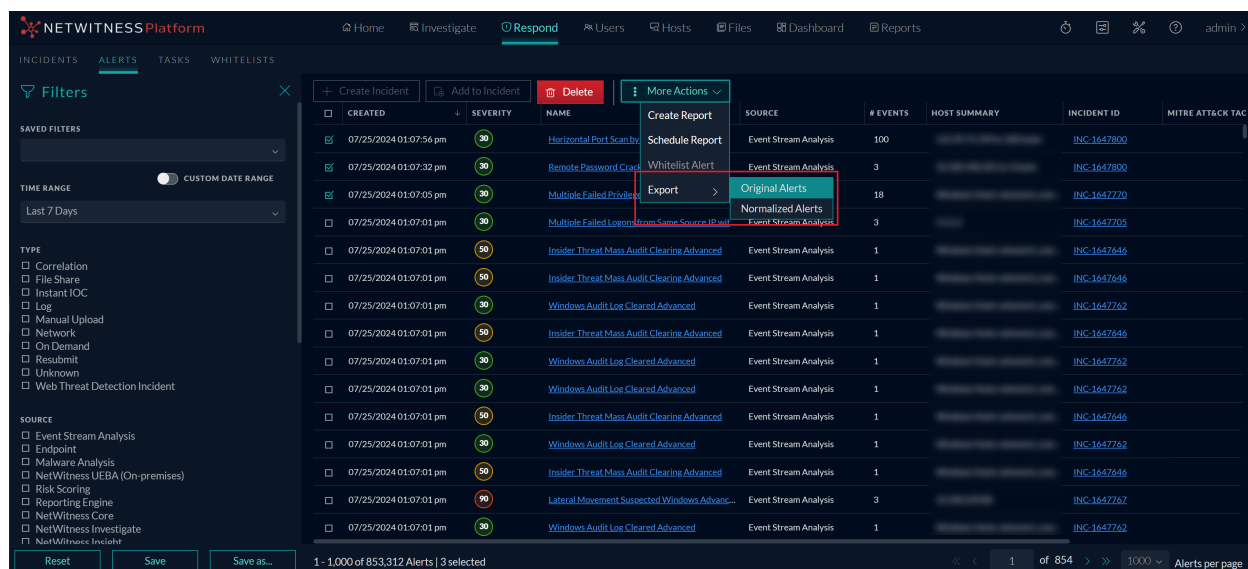 NETWITNESS Platform
Home Investigate Respond Users Hosts Files Dashboard Reports admin >
INCIDENTS ALERTS TASKS WHITELISTS
Filters
SAVED FILTERS
TIME RANGE CUSTOM DATE RANGE
Last 7 Days
TYPE
Correlation
File Share
Instant IOC
Log
Manual Upload
Network
On Demand
Resubmit
Unknown
Web Threat Detection Incident
SOURCE
Event Stream Analysis
Endpoint
Malware Analysis
NetWitness UEBA (On-premises)
Risk Scoring
Reporting Engine
NetWitness Core
NetWitness Investigate
NetWitness Insight
Reset Save Save as...
+ Create Incident Add to Incident Delete More Actions
Create Report
Schedule Report
Whitelist Alert
Export >
Original Alerts
Normalized Alerts
CREATED ↓ SEVERITY NAME SOURCE # EVENTS HOST SUMMARY INCIDENT ID MITRE ATT&CK TAC
07/25/2024 01:07:56 pm 30 Horizontal Port Scan by Event Stream Analysis 100 INC-1647800
07/25/2024 01:07:32 pm 30 Remote Password Crack Event Stream Analysis 3 INC-1647800
07/25/2024 01:07:05 pm 30 Multiple Failed Privilege 18 INC-1647770
07/25/2024 01:07:01 pm 30 Multiple Failed Logons from Same Source IP wit Event Stream Analysis 3 INC-1647705
07/25/2024 01:07:01 pm 50 Insider Threat Mass Audit Clearing Advanced Event Stream Analysis 1 INC-1647646
07/25/2024 01:07:01 pm 50 Insider Threat Mass Audit Clearing Advanced Event Stream Analysis 1 INC-1647646
07/25/2024 01:07:01 pm 30 Windows Audit Log Cleared Advanced Event Stream Analysis 1 INC-1647762
07/25/2024 01:07:01 pm 50 Insider Threat Mass Audit Clearing Advanced Event Stream Analysis 1 INC-1647646
07/25/2024 01:07:01 pm 30 Windows Audit Log Cleared Advanced Event Stream Analysis 1 INC-1647762
07/25/2024 01:07:01 pm 30 Windows Audit Log Cleared Advanced Event Stream Analysis 1 INC-1647762
07/25/2024 01:07:01 pm 50 Insider Threat Mass Audit Clearing Advanced Event Stream Analysis 1 INC-1647646
07/25/2024 01:07:01 pm 30 Windows Audit Log Cleared Advanced Event Stream Analysis 1 INC-1647762
07/25/2024 01:07:01 pm 50 Insider Threat Mass Audit Clearing Advanced Event Stream Analysis 1 INC-1647646
07/25/2024 01:07:01 pm 90 Lateral Movement Suspected Windows Advanc... Event Stream Analysis 3 INC-1647767
07/25/2024 01:07:01 pm 30 Windows Audit Log Cleared Advanced Event Stream Analysis 1 INC-1647762
1 - 1,000 of 853,312 Alerts | 3 selected
« < 1 of 854 > » 1000 Alerts per page